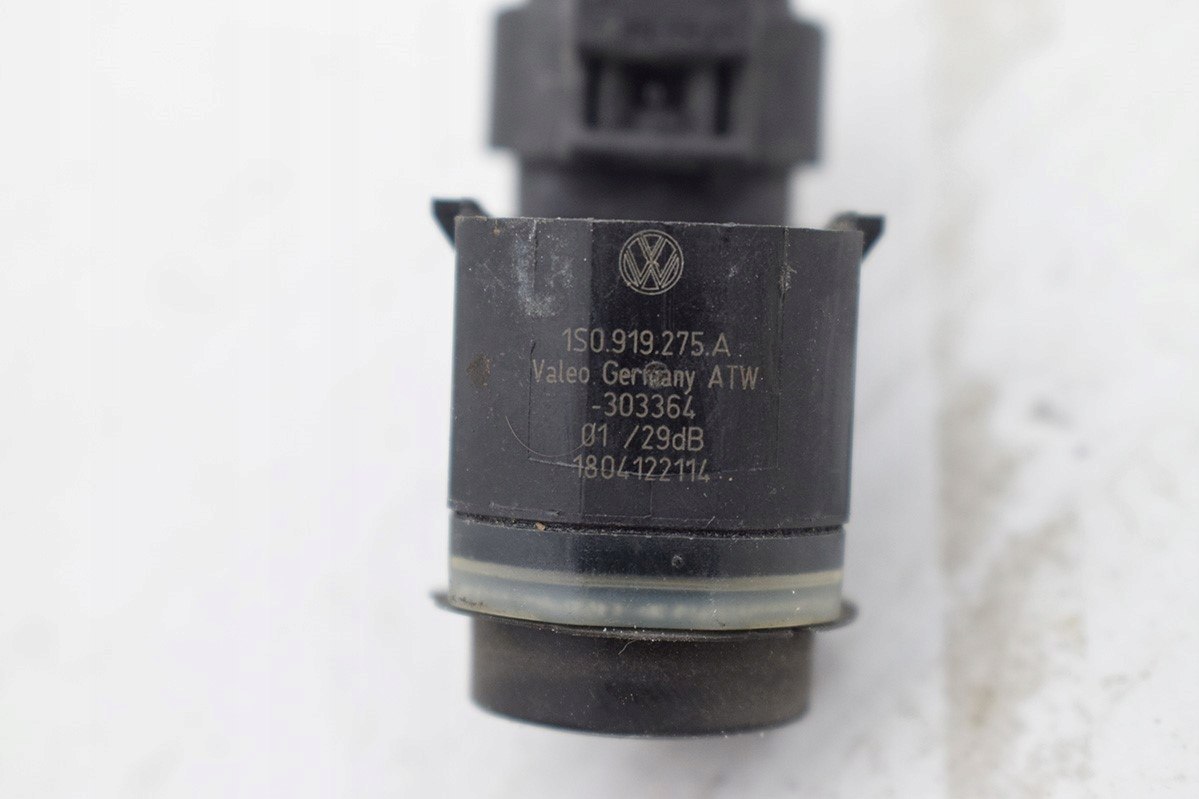 1S0.919.275.A
Valeo Germany ATW
-303364
01 /29dB
1804122114